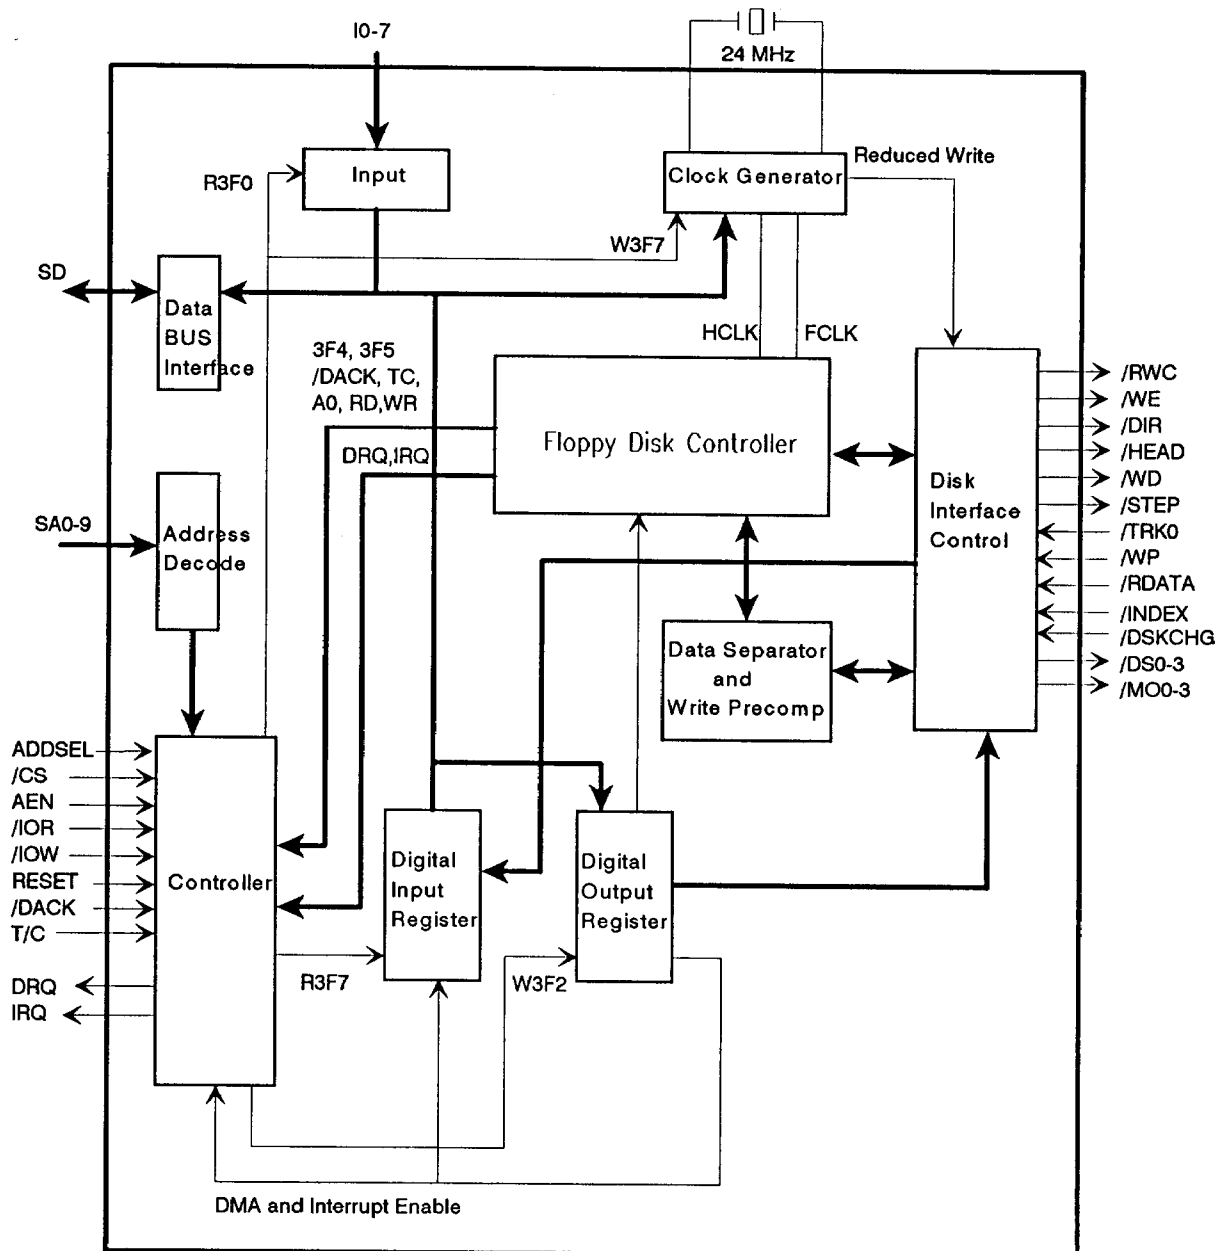 I0-7
24 MHz
Reduced Write
R3F0
Input
Clock Generator
W3F7
SD
Data
BUS
Interface
HCLK
FCLK
3F4, 3F5
/DACK, TC,
A0, RD,WR
Floppy Disk Controller
DRQ,IRQ
/RWC
/WE
/DIR
/HEAD
/WD
/STEP
/TRK0
/WP
/RDATA
/INDEX
/DSKCHG
/DS0-3
/MO0-3
Disk
Interface
Control
SA0-9
Address
Decode
Data Separator
and
Write Precomp
ADDSEL
/CS
AEN
/IOR
/IOW
RESET
/DACK
T/C
DRQ
IRQ
Controller
Digital
Input
Register
Digital
Output
Register
R3F7
W3F2
DMA and Interrupt Enable